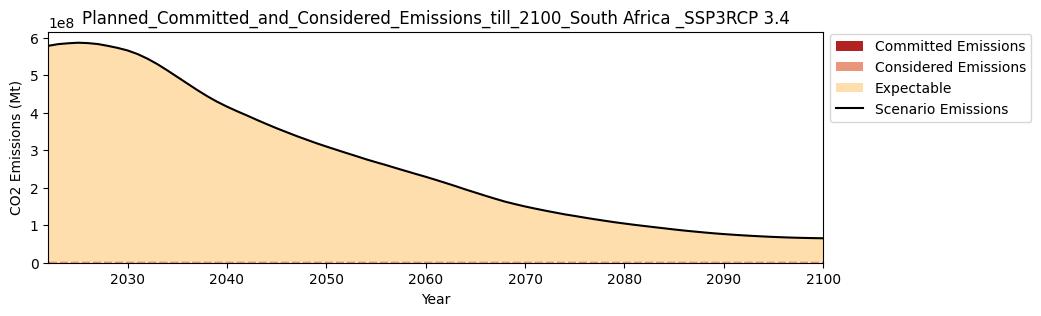 Planned_Committed_and_Considered_Emissions_till_2100_South Africa _SSP3RCP 3.4
1e8
6
5
4
3
2
1
0
CO2 Emissions (Mt)
2030 2040 2050 2060 2070 2080 2090 2100
Year
Committed Emissions
Considered Emissions
Expectable
Scenario Emissions